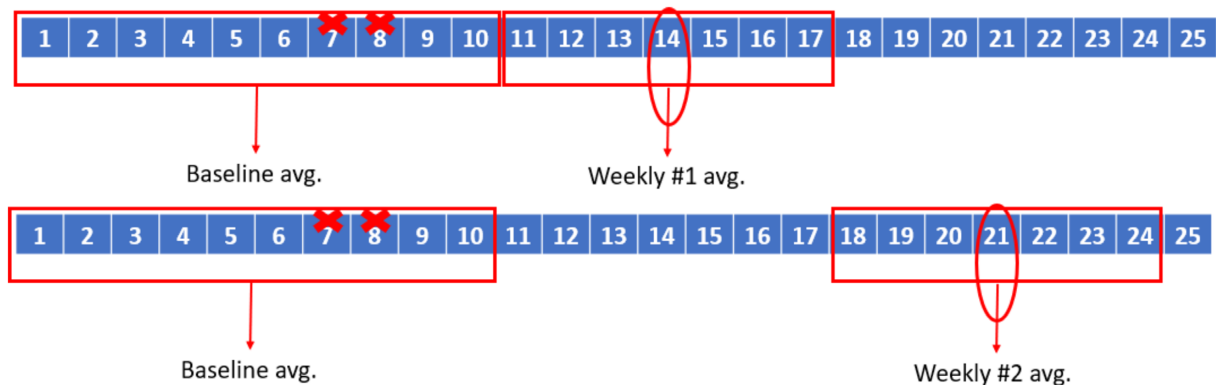 1 2 3 4 5 6 7 8 9 10 11 12 13 14 15 16 17 18 19 20 21 22 23 24 25
Baseline avg. Weekly #1 avg.
1 2 3 4 5 6 7 8 9 10 11 12 13 14 15 16 17 18 19 20 21 22 23 24 25
Baseline avg. Weekly #2 avg.